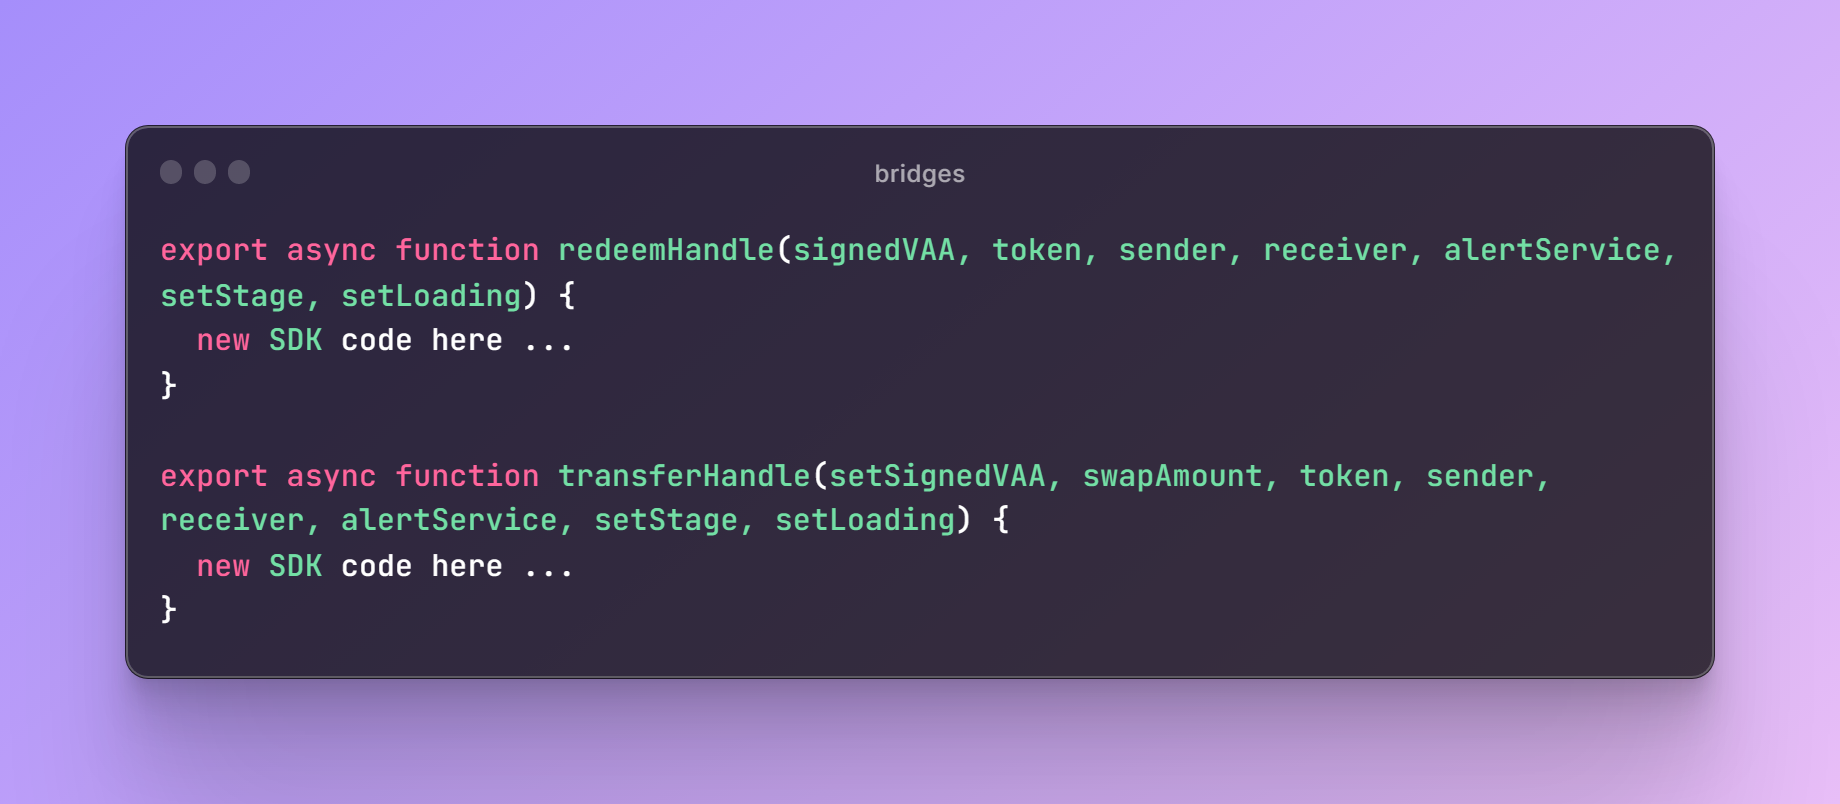 bridges
export async function redeemHandle(signedVAA, token, sender, receiver, alertService,
setStage, setLoading) {
  new SDK code here ...
}
export async function transferHandle(setSignedVAA, swapAmount, token, sender,
receiver, alertService, setStage, setLoading) {
  new SDK code here ...
}